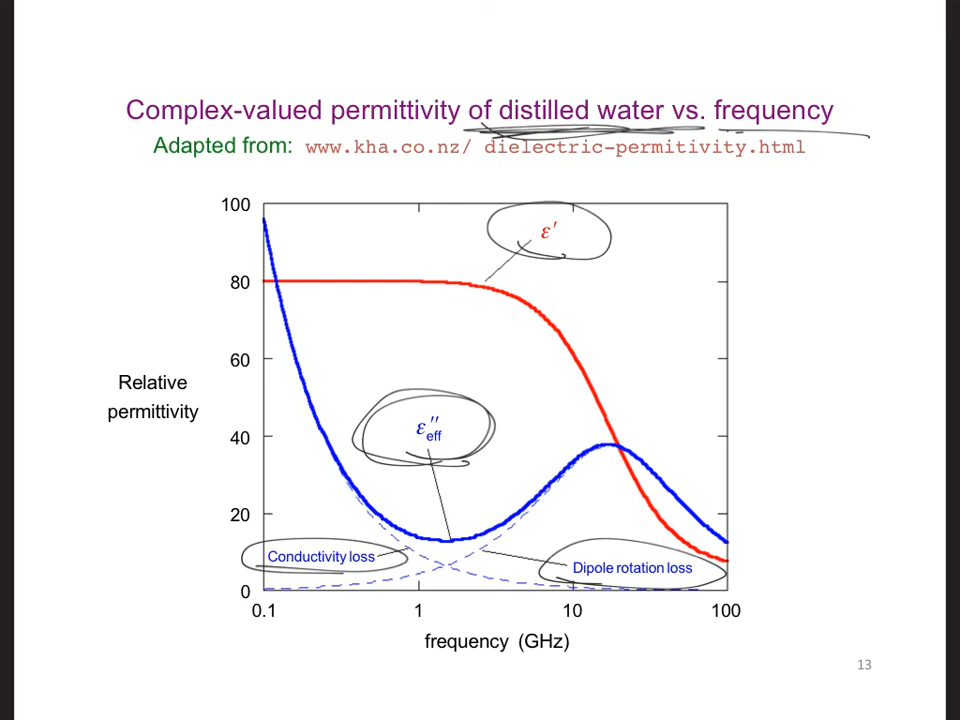 Complex-valued permittivity of distilled water vs. frequency
Adapted from: www.kha.co.nz/ dielectric-permitivity.html
100
ε′
80
60
Relative
permittivity
40
ε″eff
20
Conductivity loss
Dipole rotation loss
0
0.1 1 10 100
frequency (GHz)
13